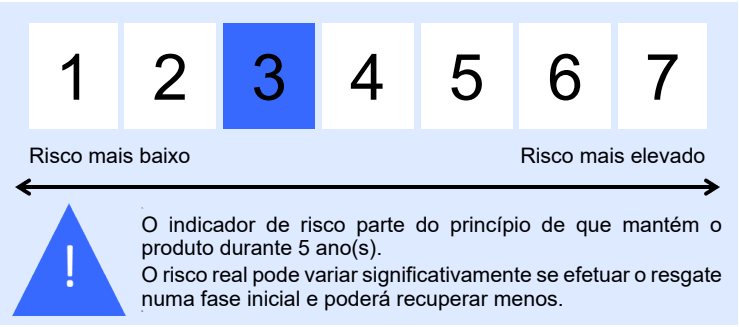 1 2 3 4 5 6 7
Risco mais baixo Risco mais elevado
!
O indicador de risco parte do princípio de que mantém o
produto durante 5 ano(s).
O risco real pode variar significativamente se efetuar o resgate
numa fase inicial e poderá recuperar menos.